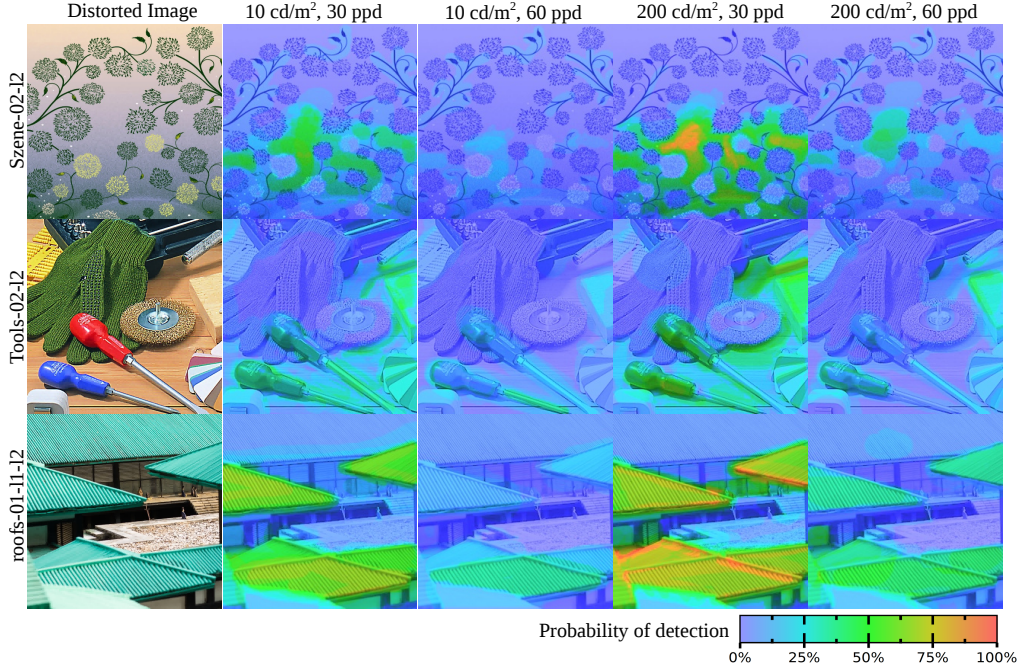 Distorted Image
10 cd/m², 30 ppd
10 cd/m², 60 ppd
200 cd/m², 30 ppd
200 cd/m², 60 ppd
Szene-02-l2
Tools-02-l2
roofs-01-l1-l2
Probability of detection
0%
25%
50%
75%
100%